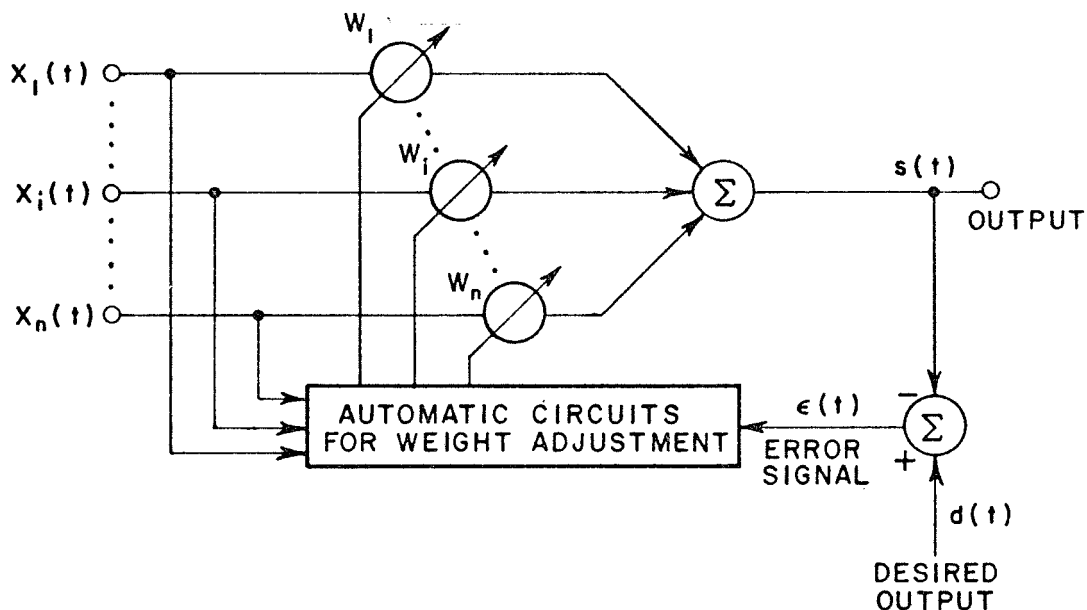 W₁
X₁(t)
Wᵢ
Xᵢ(t)
Σ
s(t)
OUTPUT
Wₙ
Xₙ(t)
AUTOMATIC CIRCUITS
FOR WEIGHT ADJUSTMENT
ϵ(t)
ERROR
SIGNAL
−
Σ
+
d(t)
DESIRED
OUTPUT